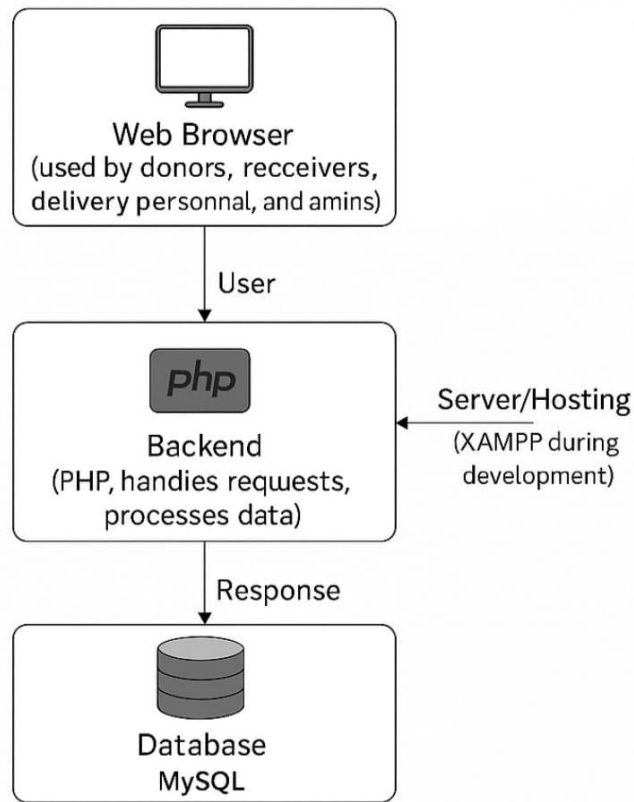 Web Browser
(used by donors, recceivers,
delivery personnal, and amins)
User
php
Backend
(PHP, handies requests,
processes data)
Server/Hosting
(XAMPP during
development)
Response
Database
MySQL